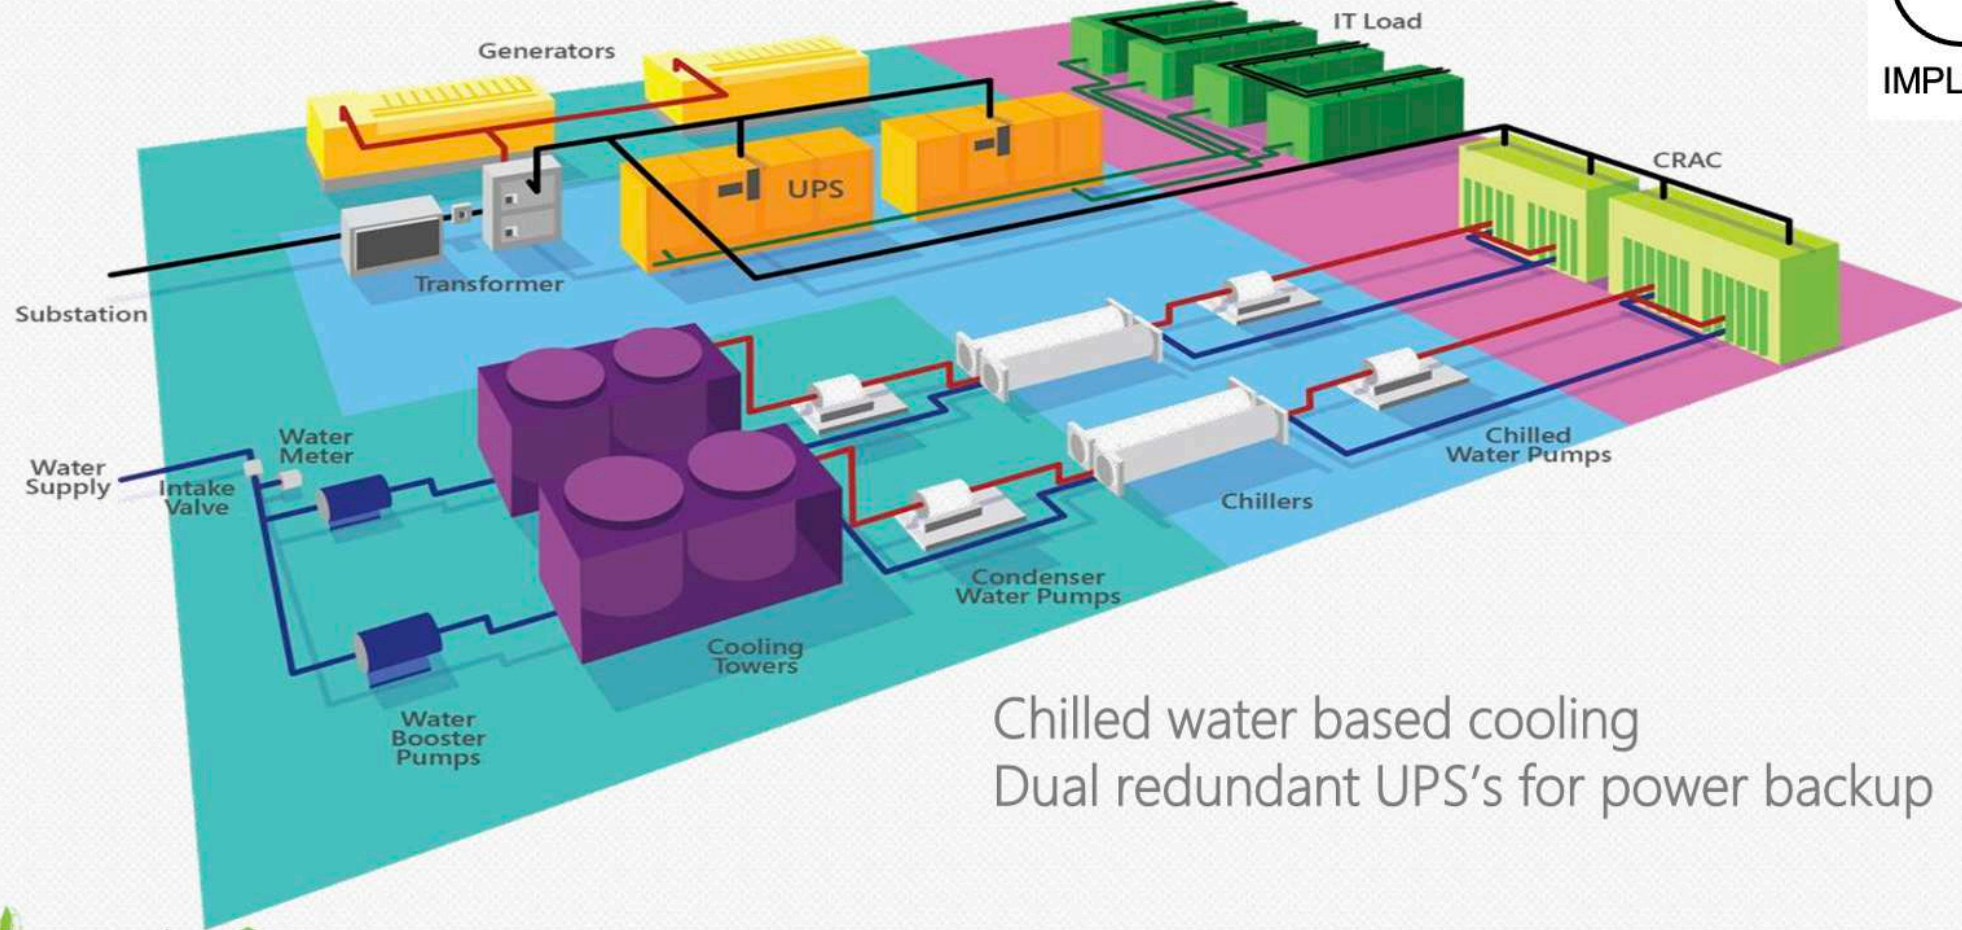 Generators
IT Load
IMPL
CRAC
UPS
Transformer
Substation
Water
Meter
Water
Supply
Intake
Valve
Chilled
Water Pumps
Chillers
Condenser
Water Pumps
Cooling
Towers
Water
Booster
Pumps
Chilled water based cooling
Dual redundant UPS's for power backup